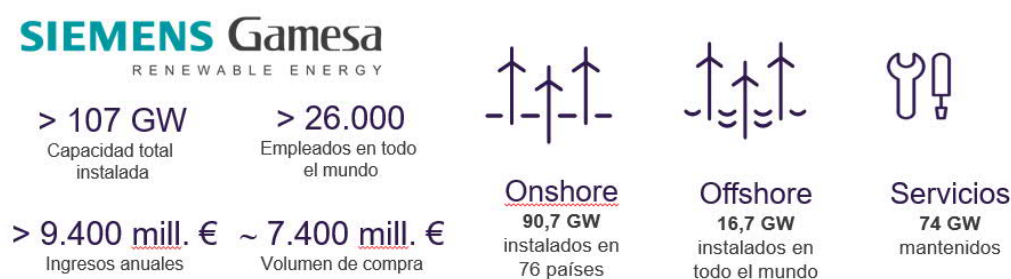 SIEMENS Gamesa
RENEWABLE ENERGY
> 107 GW
Capacidad total
instalada
> 26.000
Empleados en todo
el mundo
> 9.400 mill. €
Ingresos anuales
~ 7.400 mill. €
Volumen de compra
Onshore
90,7 GW
instalados en
76 países
Offshore
16,7 GW
instalados en
todo el mundo
Servicios
74 GW
mantenidos